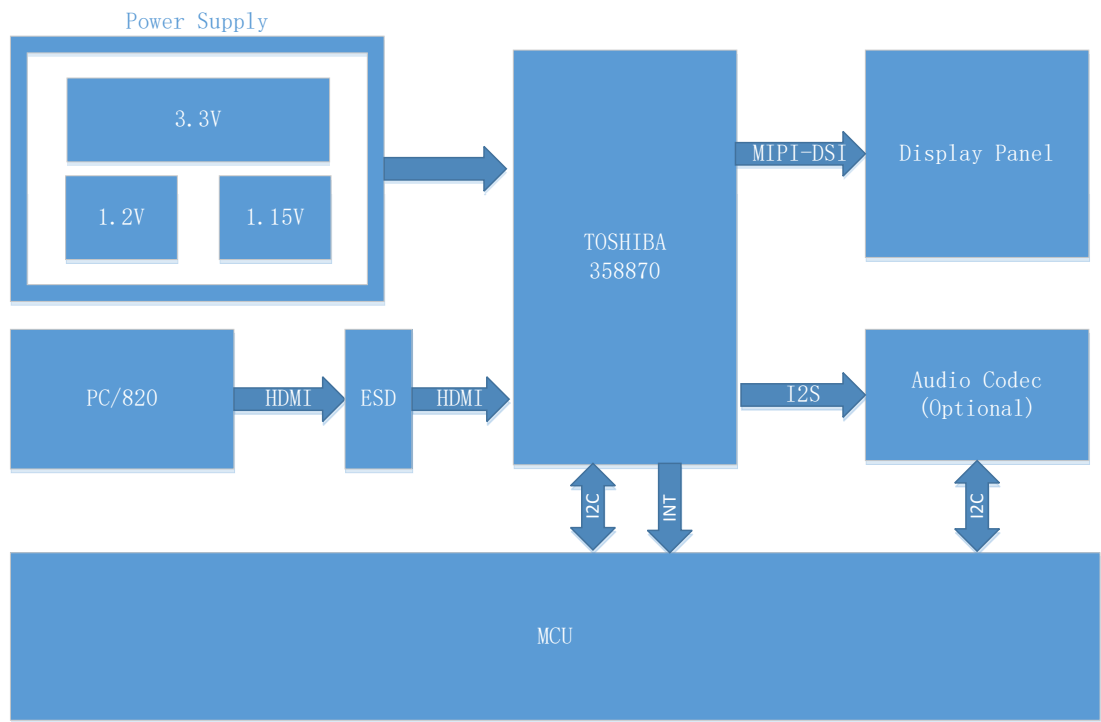 Power Supply
3.3V
1.2V
1.15V
TOSHIBA
358870
MIPI-DSI
Display Panel
PC/820
HDMI
ESD
HDMI
I2S
Audio Codec
(Optional)
I2C
INT
I2C
MCU